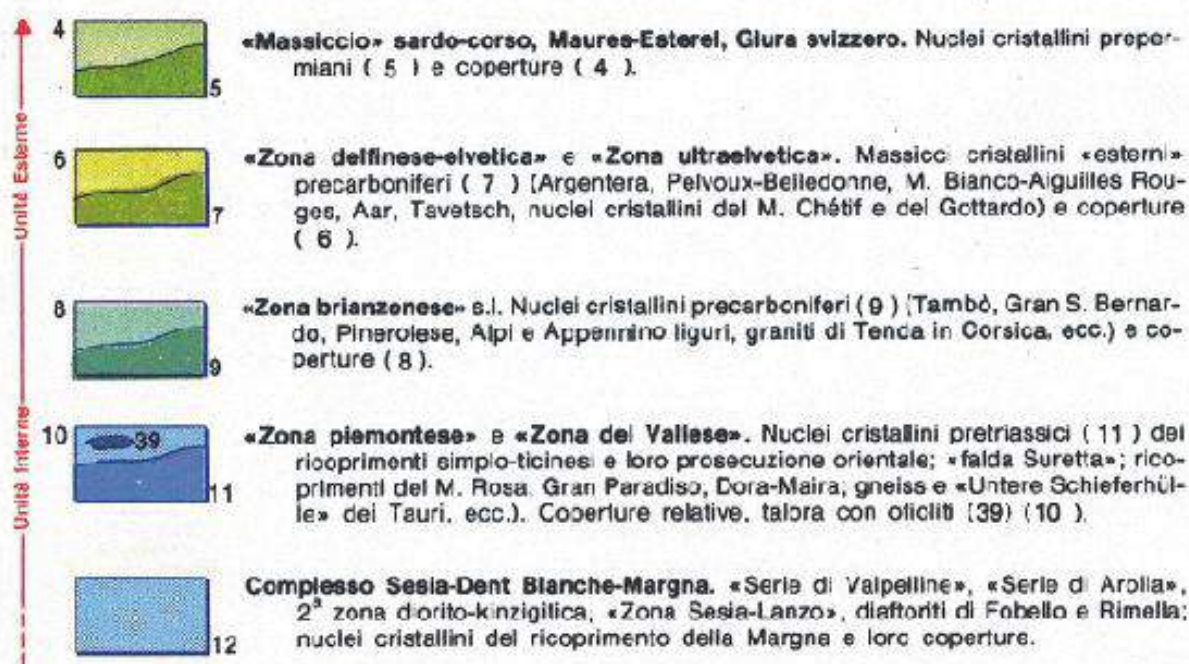 4
5
«Massiccio» sardo-corso, Maures-Esterel, Giura svizzero. Nuclei cristallini preper-
miani ( 5 ) e coperture ( 4 ).
Unità Esterne
6
7
«Zona delfinese-elvetica» e «Zona ultraelvetica». Massicci cristallini «esterni»
precarboniferi ( 7 ) (Argentera, Pelvoux-Belledonne, M. Bianco-Aiguilles Rou-
ges, Aar, Tavetsch, nuclei cristallini del M. Chétif e del Gottardo) e coperture
( 6 ).
8
9
«Zona brianzonese» s.l. Nuclei cristallini precarboniferi ( 9 ) (Tambò, Gran S. Bernar-
do, Pinerolese, Alpi e Appennino liguri, graniti di Tenda in Corsica, ecc.) e co-
perture ( 8 ).
Unità Interne
10
39
11
«Zona piemontese» e «Zona del Vallese». Nuclei cristallini pretriassici ( 11 ) dei
ricoprimenti simplo-ticinesi e loro prosecuzione orientale; «falda Suretta»; rico-
primenti del M. Rosa, Gran Paradiso, Dora-Maira; gneiss e «Untere Schieferhül-
le» dei Tauri, ecc.). Coperture relative, talora con ofioliti (39) (10 ).
12
Complesso Sesia-Dent Blanche-Margna. «Serie di Valpelline», «Serie di Arolla»,
2ª zona diorito-kinzigitica, «Zona Sesia-Lanzo», diaftoriti di Fobello e Rimella;
nuclei cristallini del ricoprimento della Margna e loro coperture.